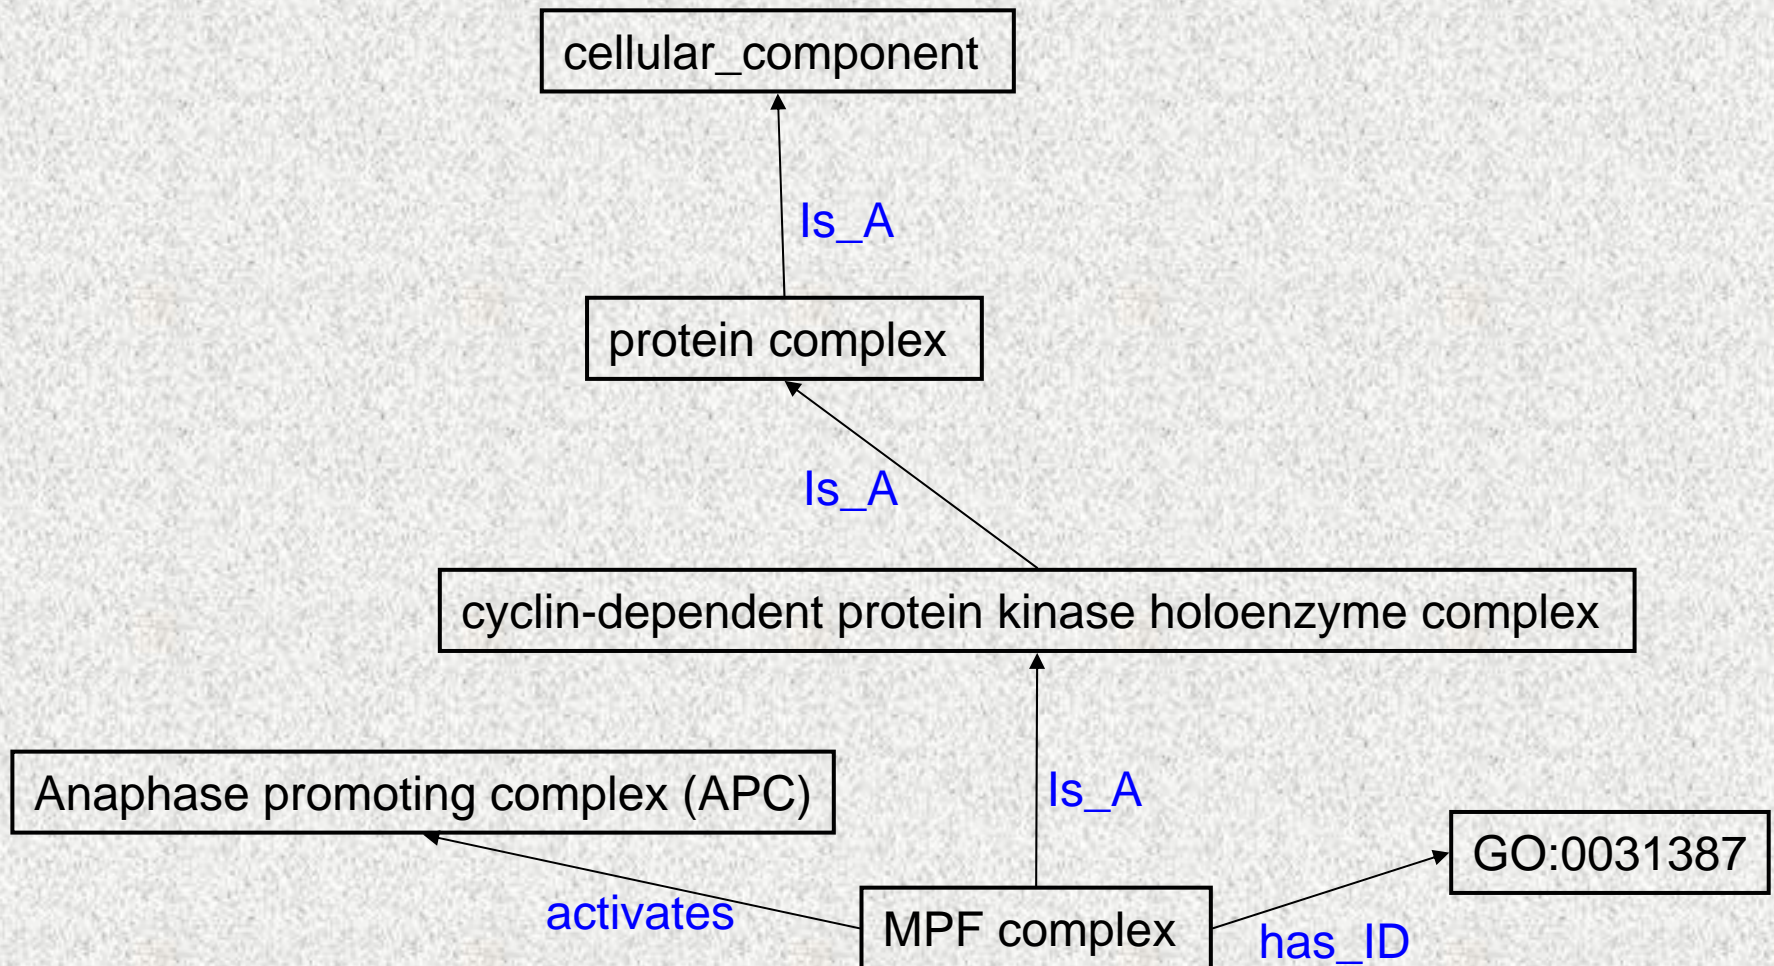 cellular_component
Is_A
protein complex
Is_A
cyclin-dependent protein kinase holoenzyme complex
Anaphase promoting complex (APC)
Is_A
GO:0031387
activates
MPF complex
has_ID